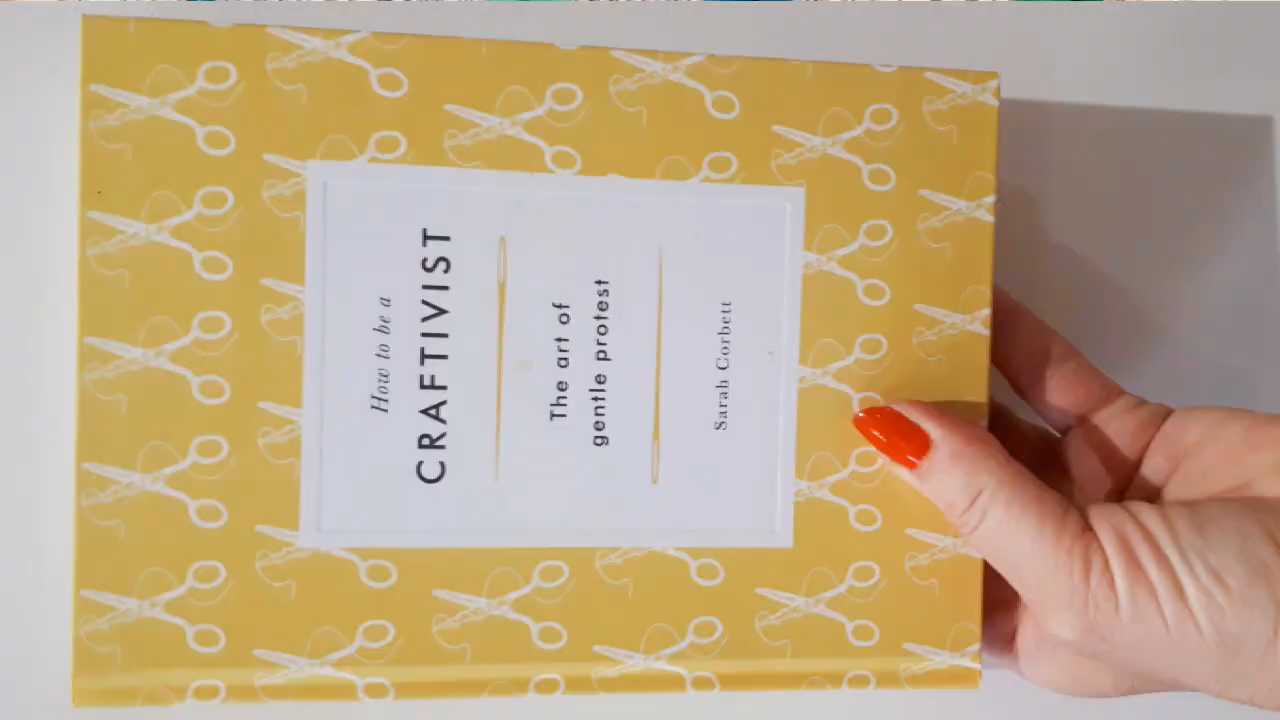 How to be a
CRAFTIVIST
The art of
gentle protest
Sarah Corbett